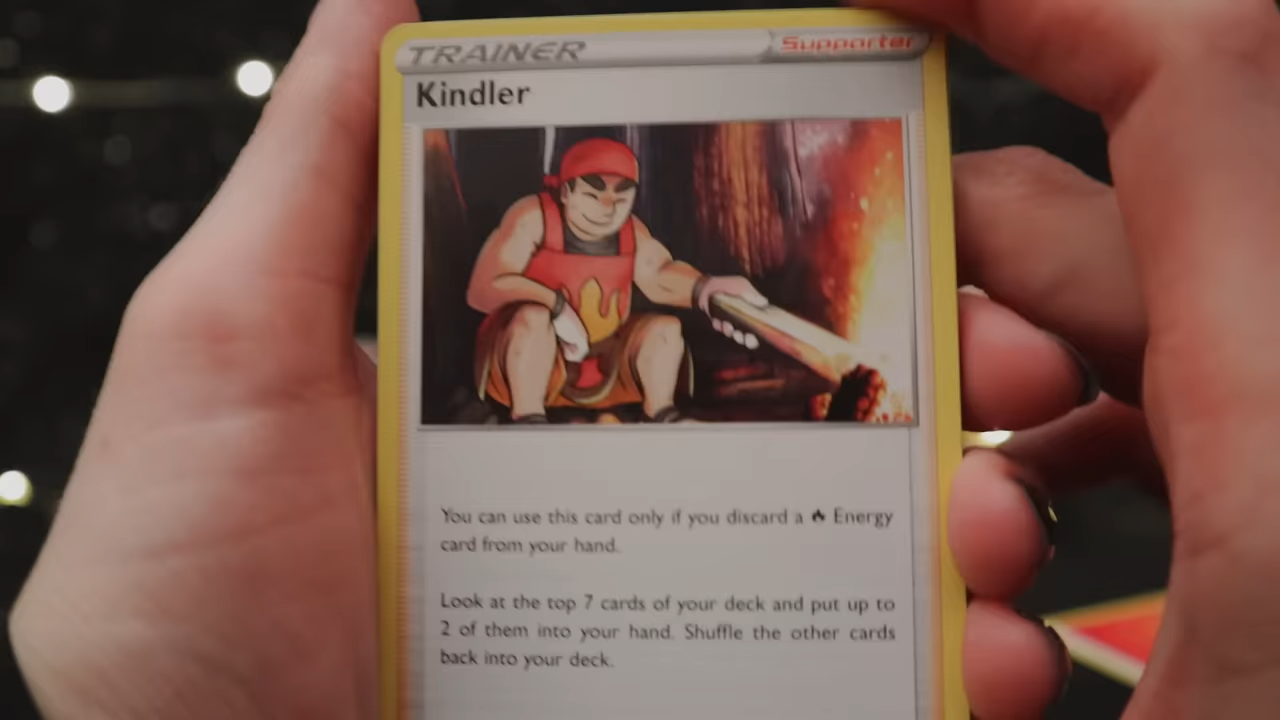 TRAINER Supporter
Kindler
You can use this card only if you discard a 🔥 Energy
card from your hand.
Look at the top 7 cards of your deck and put up to
2 of them into your hand. Shuffle the other cards
back into your deck.